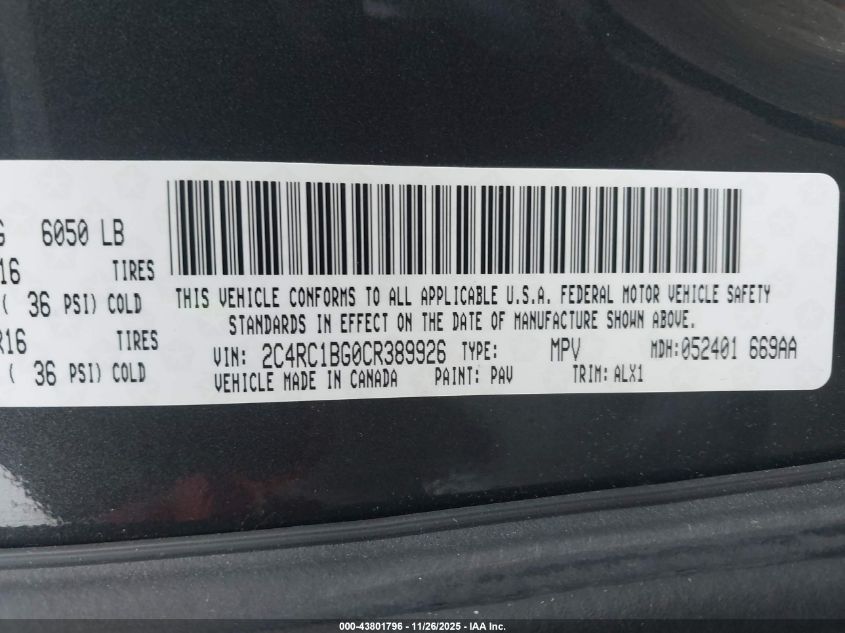 G 6050 LB
16 TIRES
( 36 PSI) COLD
R16 TIRES
( 36 PSI) COLD
THIS VEHICLE CONFORMS TO ALL APPLICABLE U.S.A. FEDERAL MOTOR VEHICLE SAFETY
STANDARDS IN EFFECT ON THE DATE OF MANUFACTURE SHOWN ABOVE.
VIN: 2C4RC1BG0CR389926 TYPE: MPV MDH:052401 669AA
VEHICLE MADE IN CANADA PAINT: PAV TRIM: ALX1
000-43801796 - 11/26/2025 - IAA Inc.